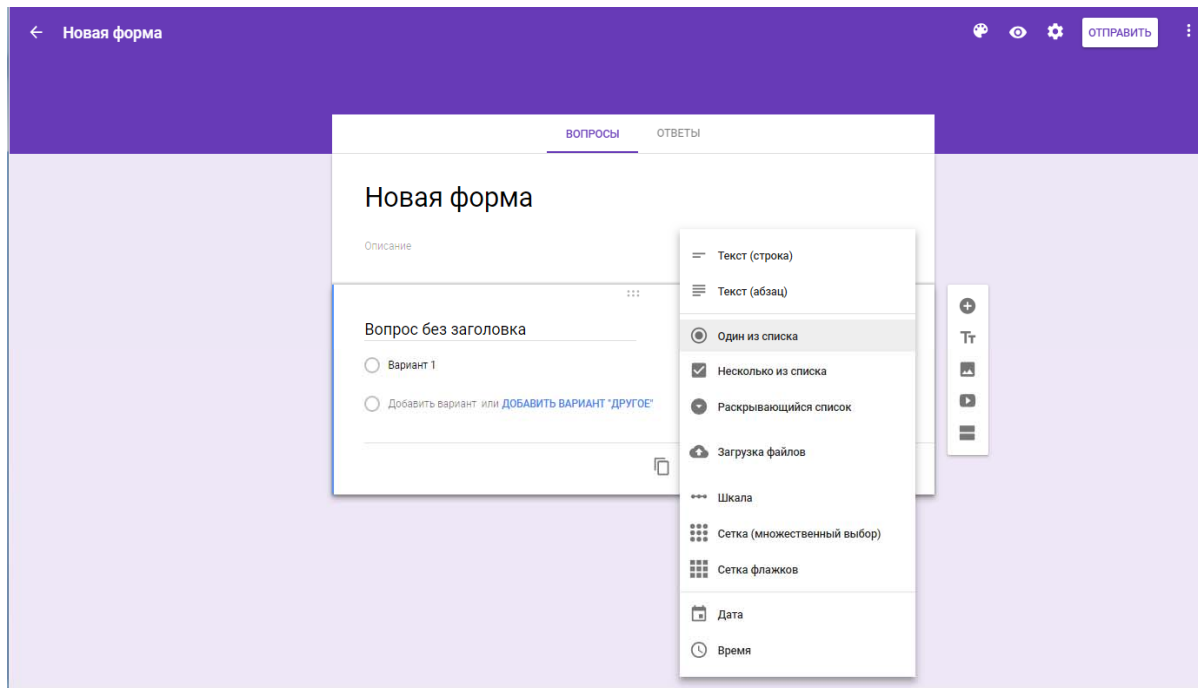 Новая форма
ОТПРАВИТЬ
ВОПРОСЫ ОТВЕТЫ
Новая форма
Описание
Вопрос без заголовка
Вариант 1
Добавить вариант или ДОБАВИТЬ ВАРИАНТ "ДРУГОЕ"
Текст (строка)
Текст (абзац)
Один из списка
Несколько из списка
Раскрывающийся список
Загрузка файлов
Шкала
Сетка (множественный выбор)
Сетка флажков
Дата
Время
Тт